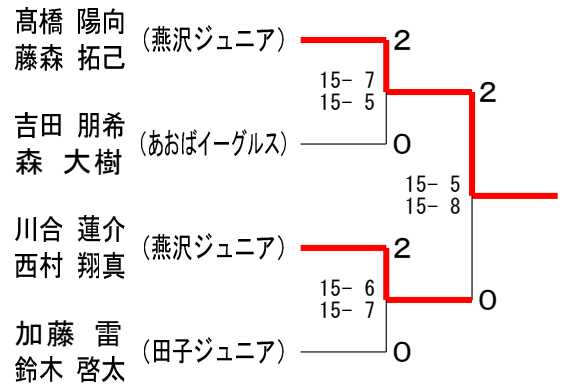 髙橋 陽向
藤森 拓己
(燕沢ジュニア)
2
15- 7
15- 5
2
吉田 朋希
森 大樹
(あおばイーグルス)
0
15- 5
15- 8
川合 蓮介
西村 翔真
(燕沢ジュニア)
2
15- 6
15- 7
0
加藤 雷
鈴木 啓太
(田子ジュニア)
0